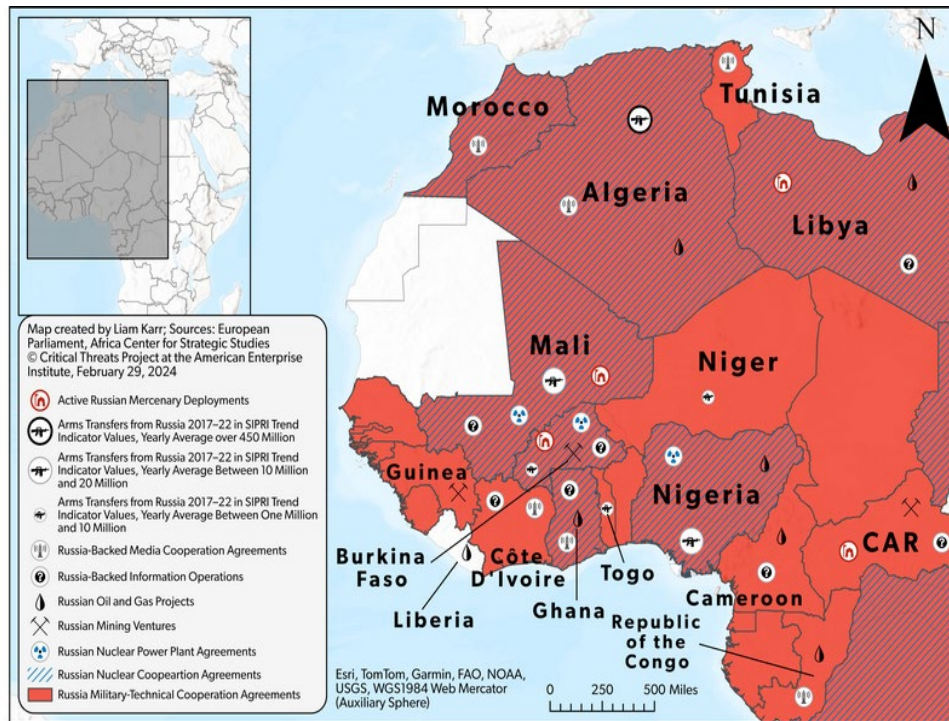 N
Morocco
Tunisia
Algeria
Libya
Mali
Niger
Guinea
Nigeria
Burkina
Faso
Côte
D'Ivoire
Togo
Liberia
Ghana
Cameroon
CAR
Republic
of the
Congo
Map created by Liam Karr; Sources: European
Parliament, Africa Center for Strategic Studies
© Critical Threats Project at the American Enterprise
Institute, February 29, 2024
Active Russian Mercenary Deployments
Arms Transfers from Russia 2017–22 in SIPRI Trend
Indicator Values, Yearly Average over 450 Million
Arms Transfers from Russia 2017–22 in SIPRI Trend
Indicator Values, Yearly Average Between 10 Million
and 20 Million
Arms Transfers from Russia 2017–22 in SIPRI Trend
Indicator Values, Yearly Average Between One Million
and 10 Million
Russia-Backed Media Cooperation Agreements
Russia-Backed Information Operations
Russian Oil and Gas Projects
Russian Mining Ventures
Russian Nuclear Power Plant Agreements
Russian Nuclear Coopeartion Agreements
Russia Military-Technical Cooperation Agreements
Esri, TomTom, Garmin, FAO, NOAA,
USGS, WGS1984 Web Mercator
(Auxiliary Sphere)
0 250 500 Miles